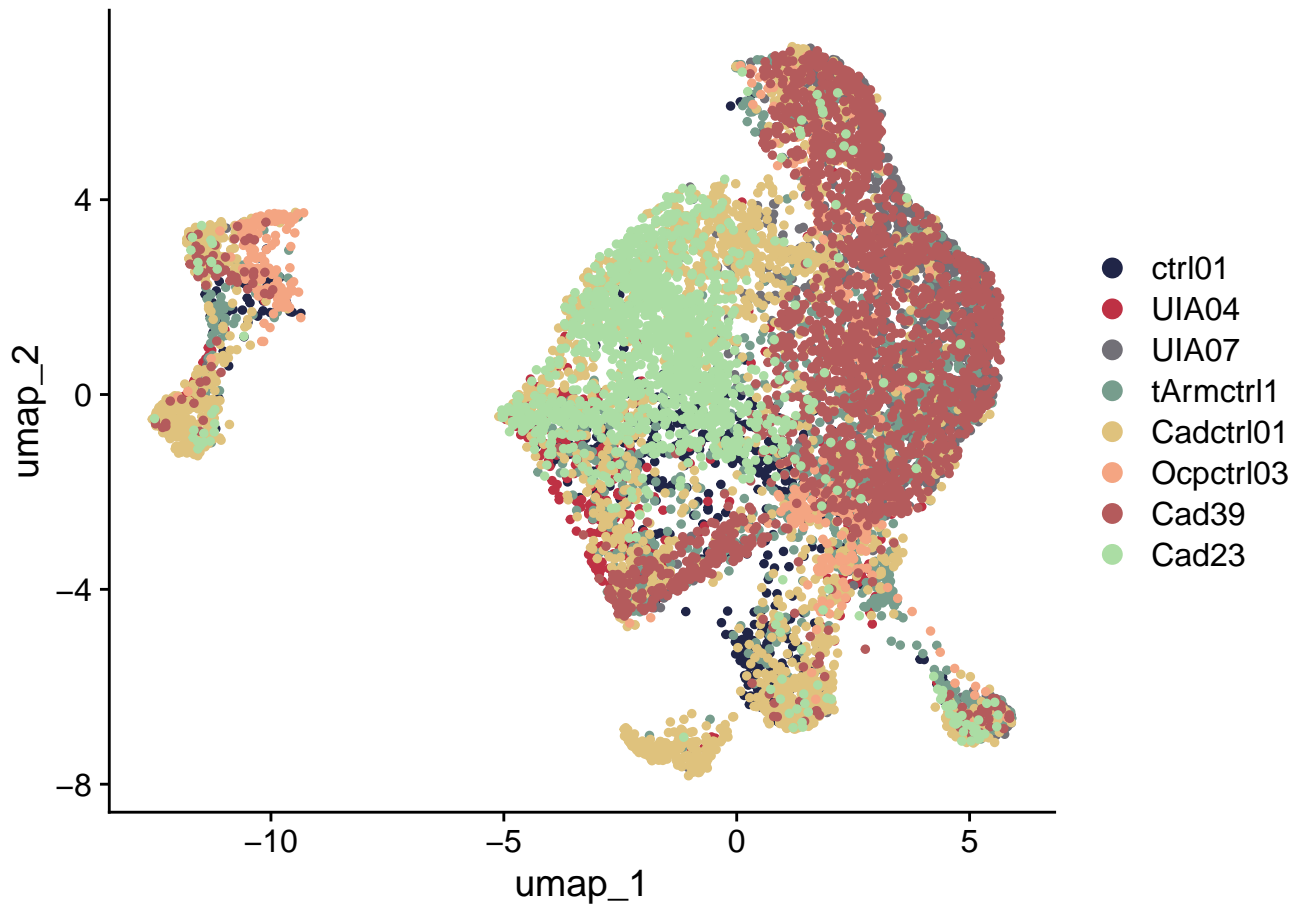 4
0
−4
−8
umap_2
−10
−5
0
5
umap_1
ctrl01
UIA04
UIA07
tArmctrl1
Cadctrl01
Ocpctrl03
Cad39
Cad23